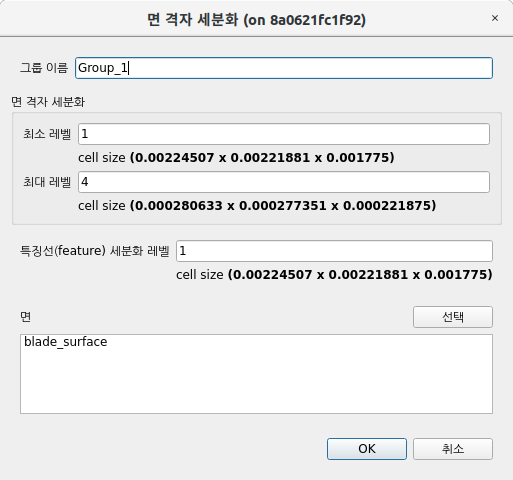 면 격자 세분화 (on 8a0621fc1f92)
×
그룹 이름 Group_1
면 격자 세분화
최소 레벨 1
cell size (0.00224507 x 0.00221881 x 0.001775)
최대 레벨 4
cell size (0.000280633 x 0.000277351 x 0.000221875)
특징선(feature) 세분화 레벨 1
cell size (0.00224507 x 0.00221881 x 0.001775)
면 선택
blade_surface
OK 취소